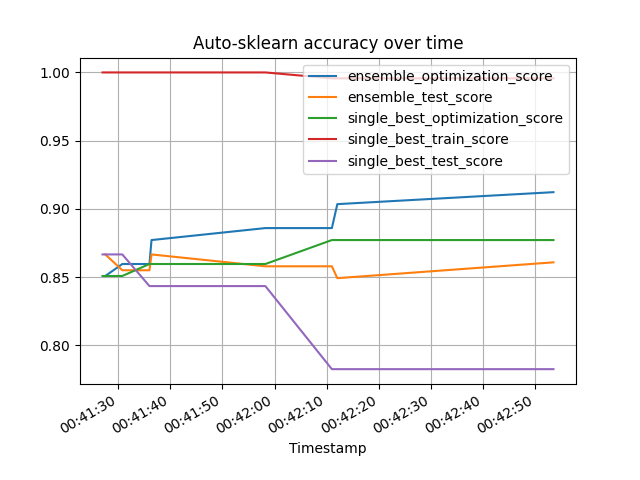 Auto-sklearn accuracy over time
1.00
0.95
0.90
0.85
0.80
ensemble_optimization_score
ensemble_test_score
single_best_optimization_score
single_best_train_score
single_best_test_score
00:41:30
00:41:40
00:41:50
00:42:00
00:42:10
00:42:20
00:42:30
00:42:40
00:42:50
Timestamp